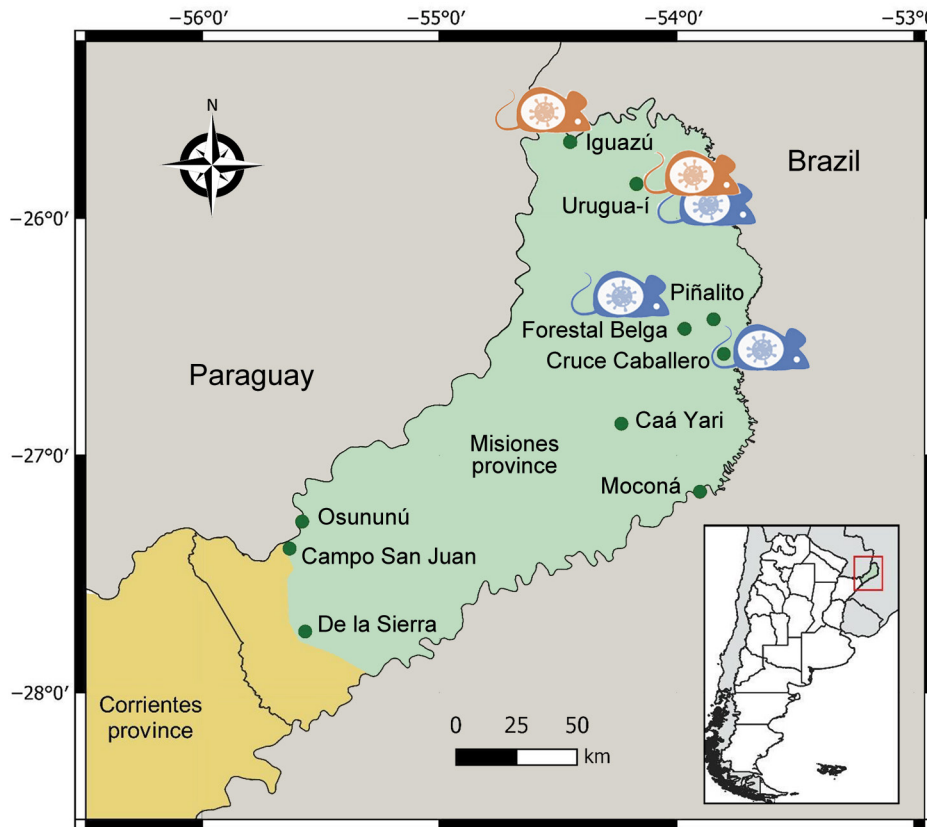 −56°0′
−55°0′
−54°0′
−53°0′
N
Iguazú
Brazil
Urugua-í
−26°0′
Piñalito
Forestal Belga
Cruce Caballero
Paraguay
Caá Yari
Misiones
province
−27°0′
Moconá
Osununú
Campo San Juan
De la Sierra
−28°0′
Corrientes
province
0 25 50
km